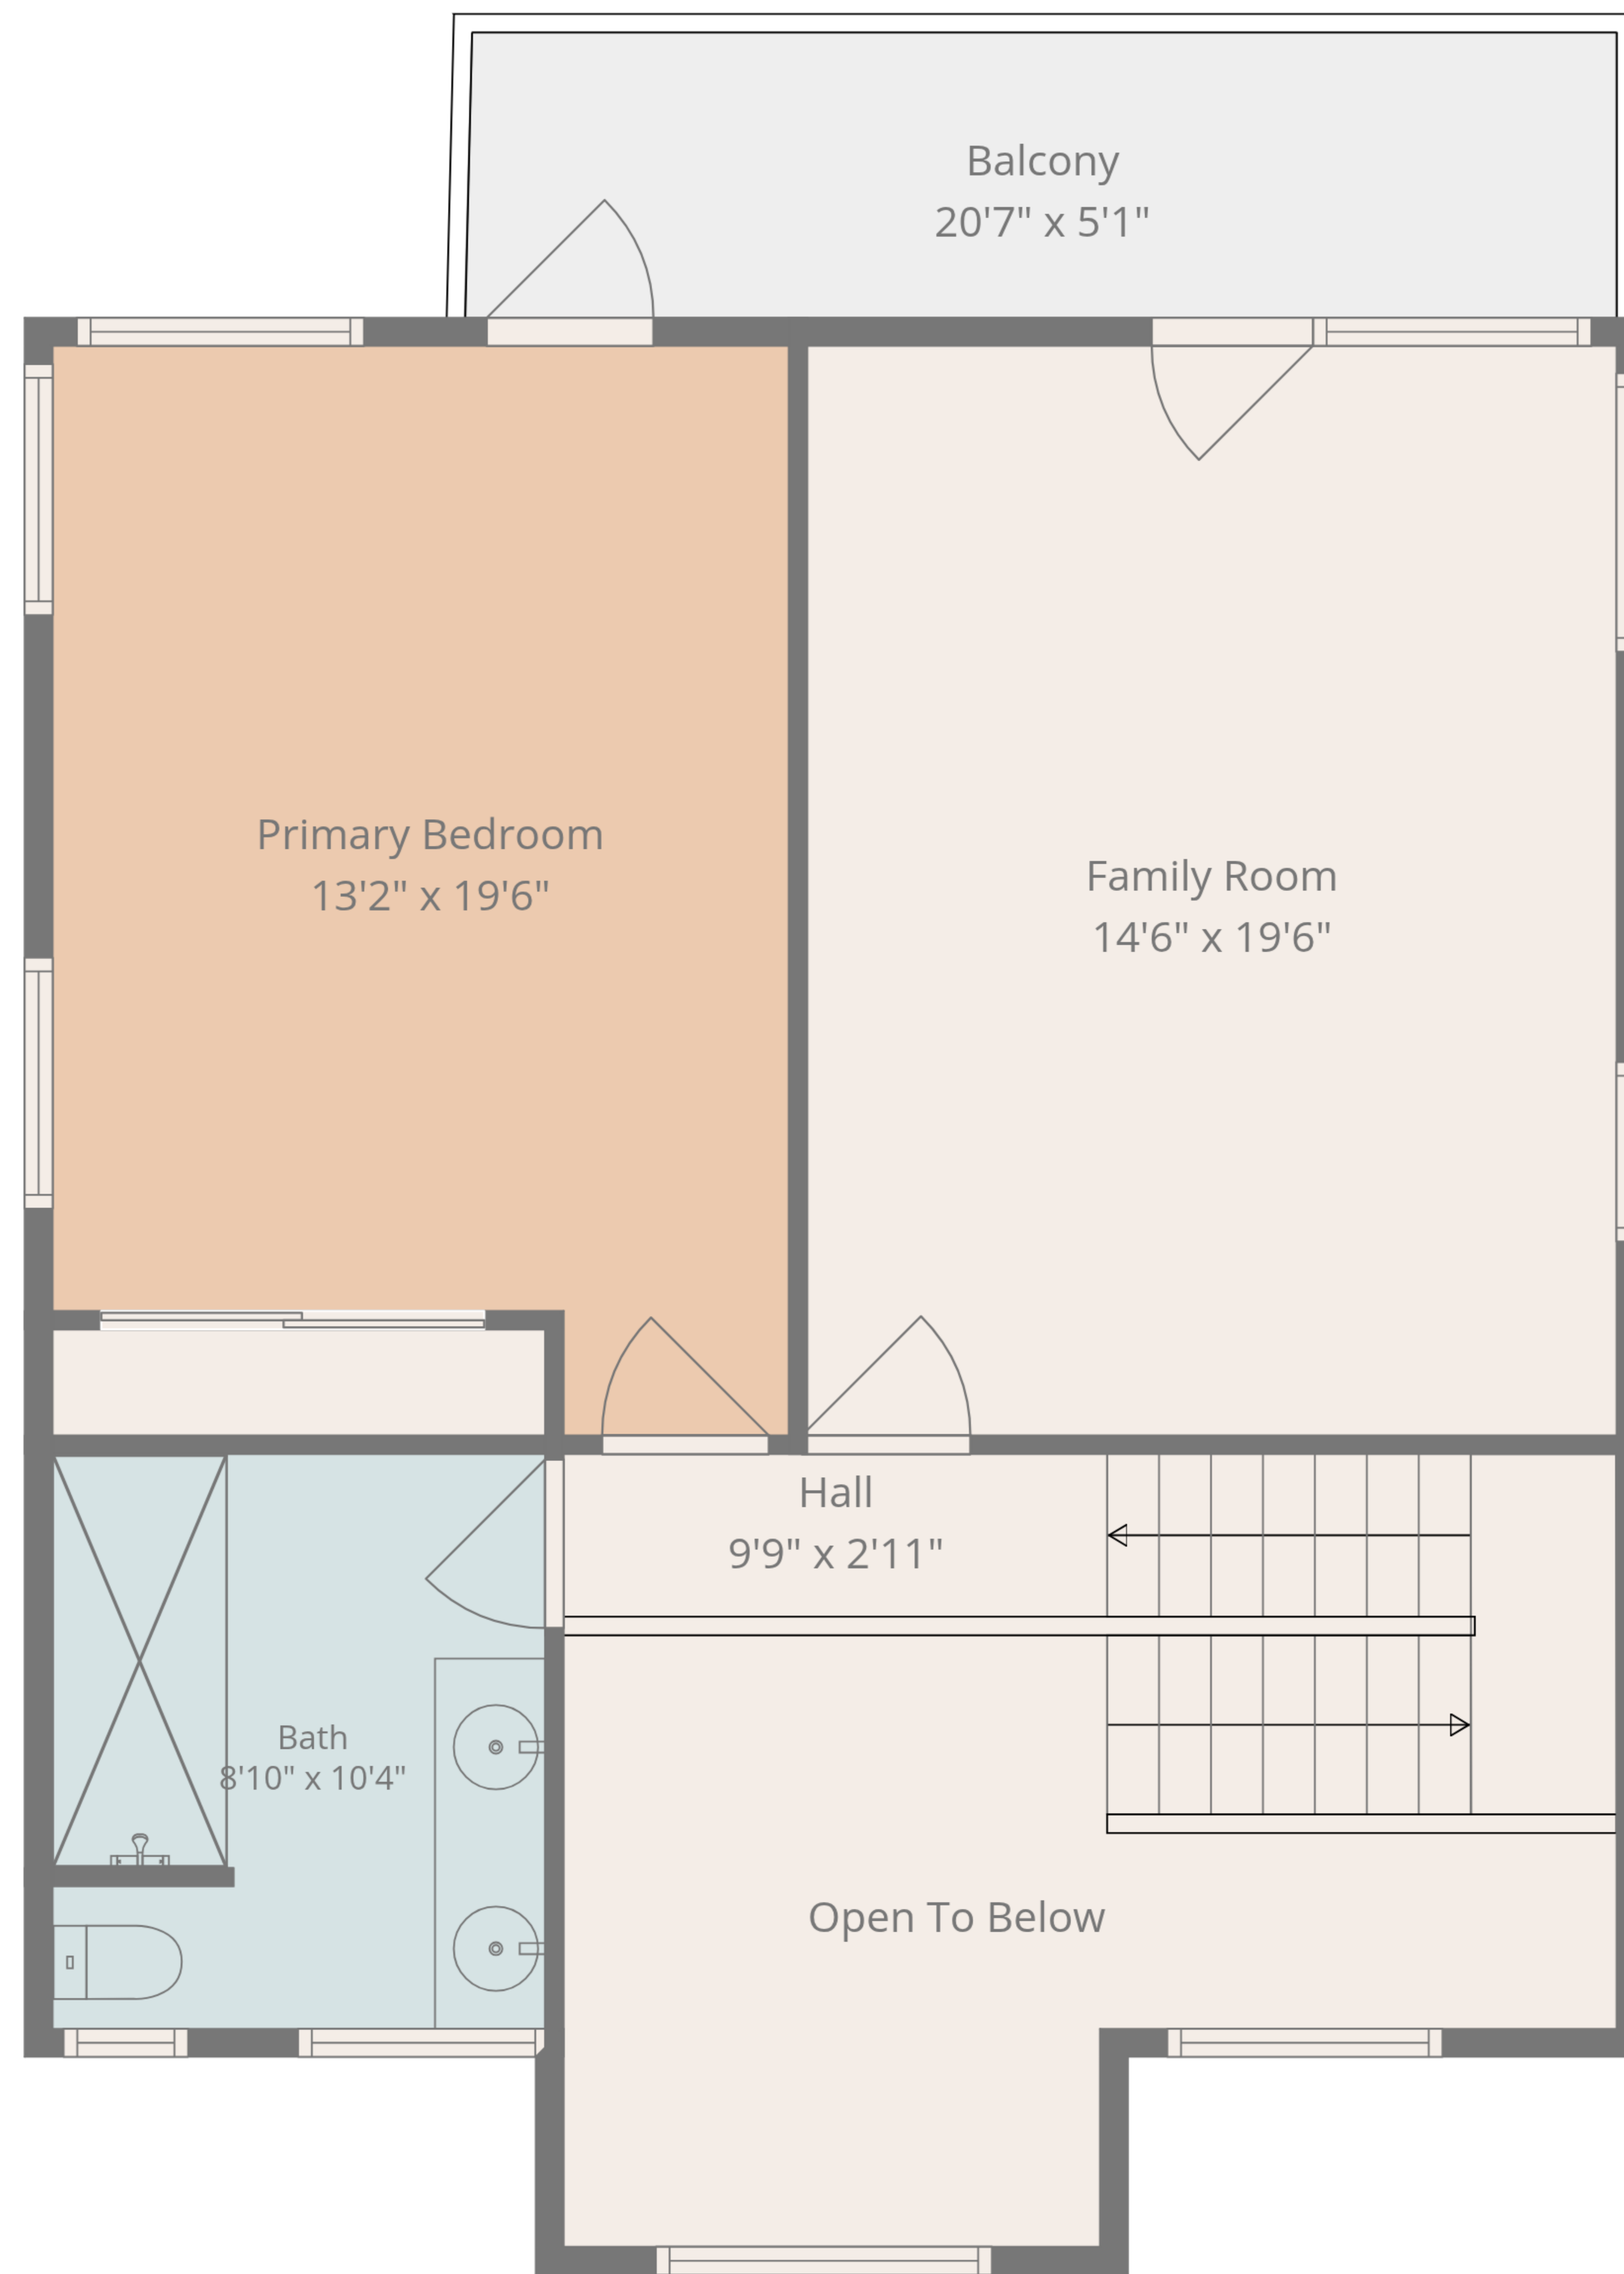 Balcony
20'7" x 5'1"
Primary Bedroom
13'2" x 19'6"
Family Room
14'6" x 19'6"
Hall
9'9" x 2'11"
Bath
8'10" x 10'4"
Open To Below